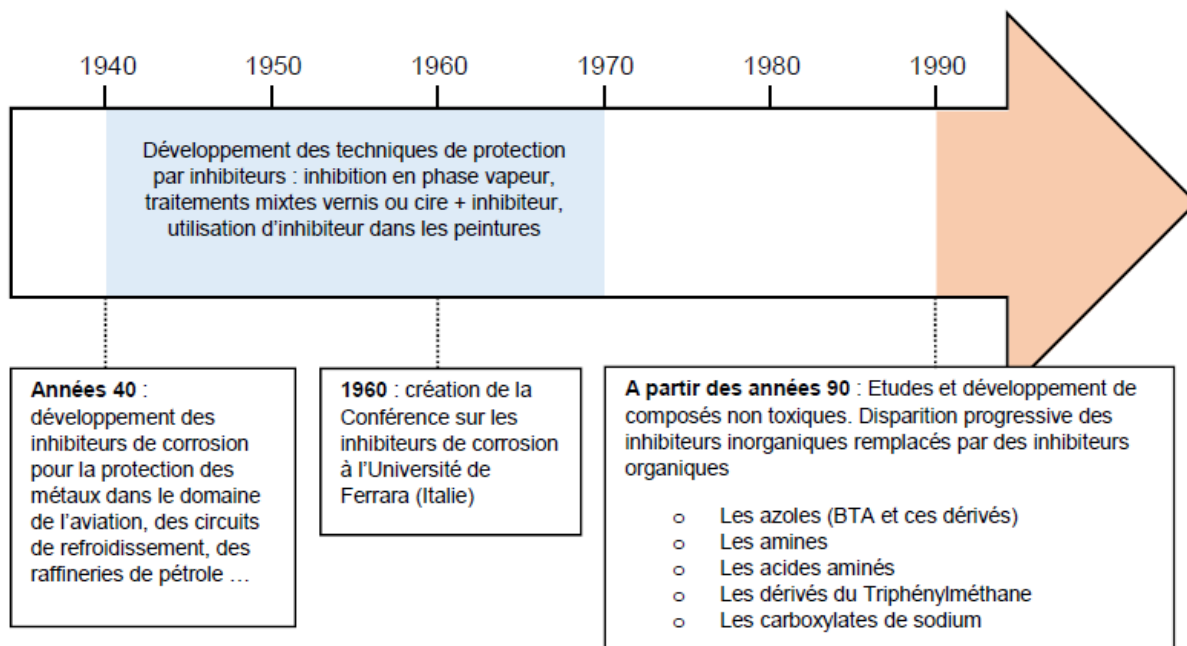 1940 1950 1960 1970 1980 1990
Développement des techniques de protection
par inhibiteurs : inhibition en phase vapeur,
traitements mixtes vernis ou cire + inhibiteur,
utilisation d’inhibiteur dans les peintures
Années 40 :
développement des
inhibiteurs de corrosion
pour la protection des
métaux dans le domaine
de l’aviation, des circuits
de refroidissement, des
raffineries de pétrole …
1960 : création de la
Conférence sur les
inhibiteurs de corrosion
à l’Université de
Ferrara (Italie)
A partir des années 90 : Etudes et développement de
composés non toxiques. Disparition progressive des
inhibiteurs inorganiques remplacés par des inhibiteurs
organiques
o Les azoles (BTA et ces dérivés)
o Les amines
o Les acides aminés
o Les dérivés du Triphénylméthane
o Les carboxylates de sodium